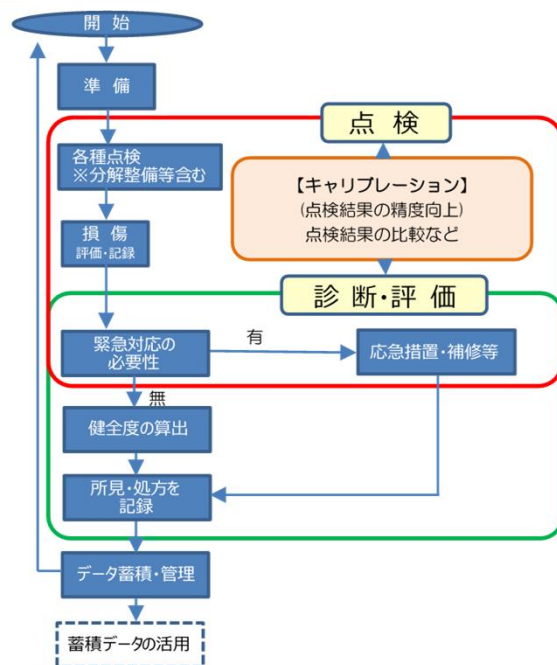 開 始
準 備
点 検
各種点検
※分解整備等含む
【キャリブレーション】
(点検結果の精度向上)
点検結果の比較など
損 傷
評価・記録
診 断・評 価
緊急対応の
必要性
有
応急措置・補修等
無
健全度の算出
所見・処方を
記録
データ蓄積・管理
蓄積データの活用